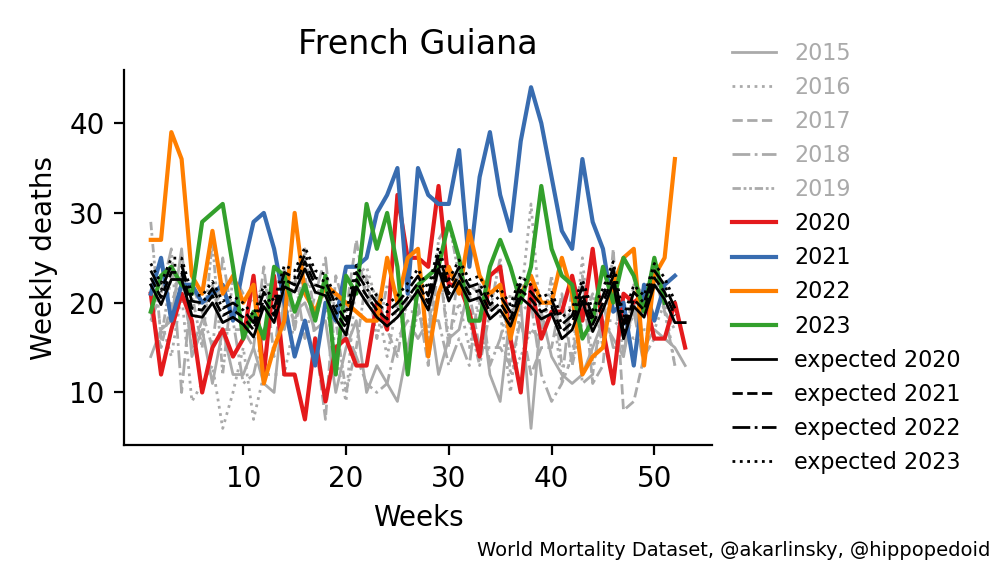 French Guiana
Weekly deaths
40
30
20
10
10 20 30 40 50
Weeks
2015
2016
2017
2018
2019
2020
2021
2022
2023
expected 2020
expected 2021
expected 2022
expected 2023
World Mortality Dataset, @akarlinsky, @hippopedoid